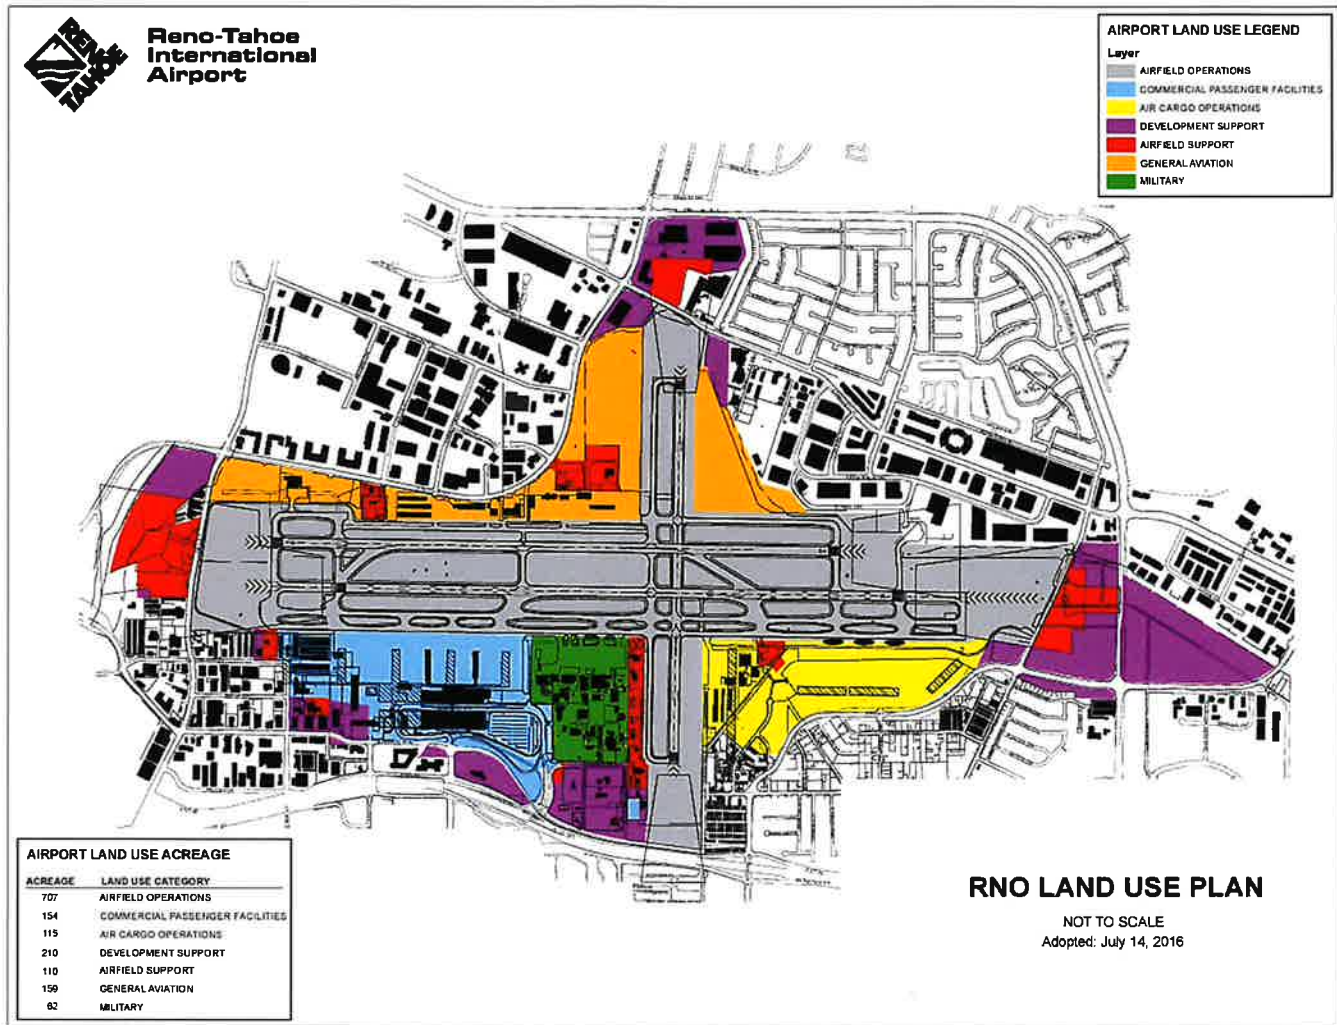 RENO
TAHOE
Reno-Tahoe
International
Airport
AIRPORT LAND USE LEGEND
Layer
AIRFIELD OPERATIONS
COMMERCIAL PASSENGER FACILITIES
AIR CARGO OPERATIONS
DEVELOPMENT SUPPORT
AIRFIELD SUPPORT
GENERAL AVIATION
MILITARY
AIRPORT LAND USE ACREAGE
ACREAGE LAND USE CATEGORY
707 AIRFIELD OPERATIONS
154 COMMERCIAL PASSENGER FACILITIES
115 AIR CARGO OPERATIONS
210 DEVELOPMENT SUPPORT
110 AIRFIELD SUPPORT
159 GENERAL AVIATION
62 MILITARY
RNO LAND USE PLAN
NOT TO SCALE
Adopted: July 14, 2016